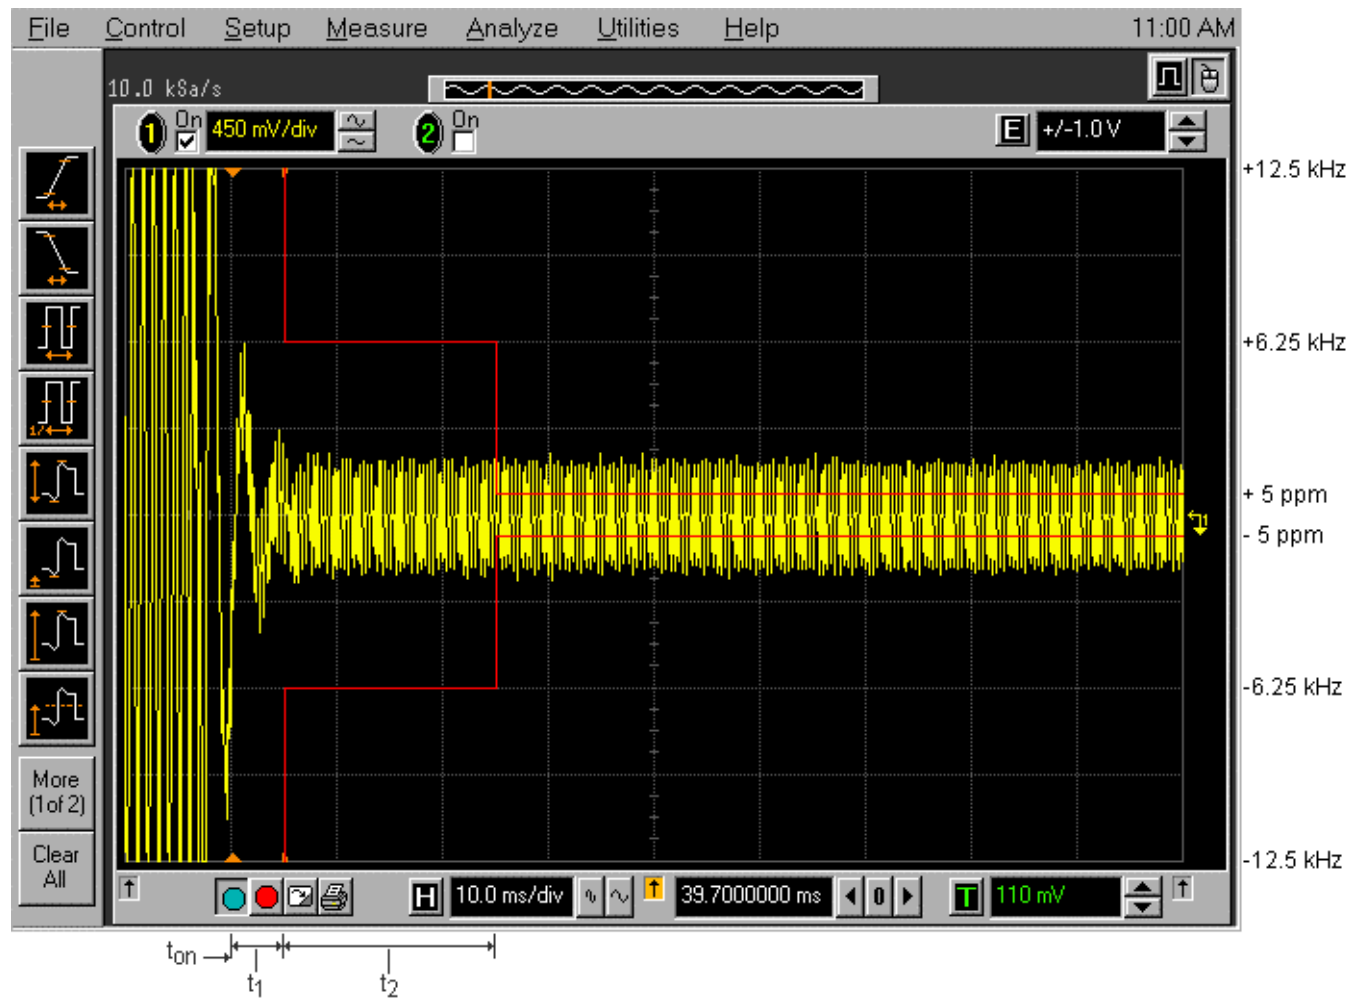 File Control Setup Measure Analyze Utilities Help 11:00 AM
10.0 kSa/s
1 On 450 mV/div 2 On E +/-1.0 V
+12.5 kHz
+6.25 kHz
+ 5 ppm
- 5 ppm
-6.25 kHz
-12.5 kHz
1/
More
(1of 2)
Clear
All
H 10.0 ms/div 39.7000000 ms 0 T 110 mV
ton
t1
t2